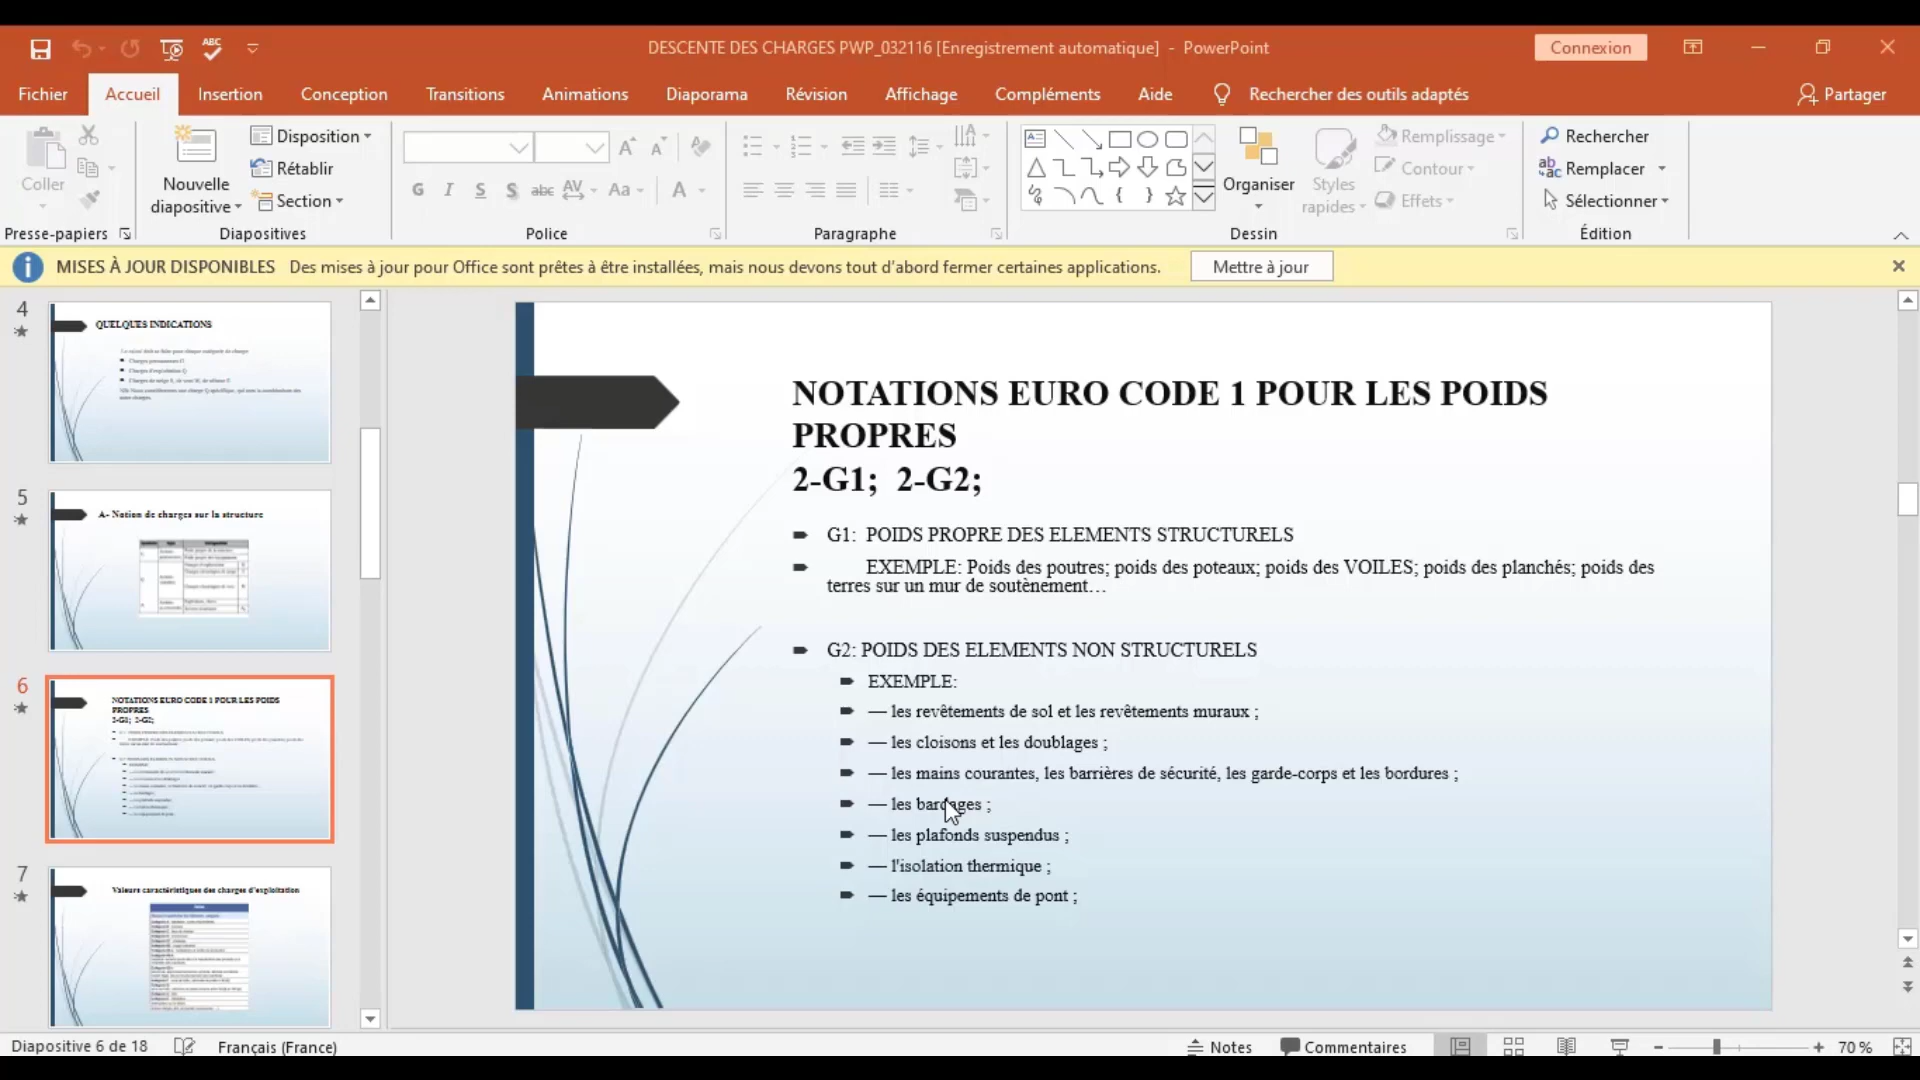 DESCENTE DES CHARGES PWP_032116 [Enregistrement automatique] - PowerPoint
Connexion
Fichier
Accueil
Insertion
Conception
Transitions
Animations
Diaporama
Révision
Affichage
Compléments
Aide
Rechercher des outils adaptés
Partager
Coller
Nouvelle
diapositive
Disposition
Rétablir
Section
Organiser
Styles
rapides
Remplissage
Contour
Effets
Rechercher
Remplacer
Sélectionner
Presse-papiers
Diapositives
Police
Paragraphe
Dessin
Édition
MISES À JOUR DISPONIBLES Des mises à jour pour Office sont prêtes à être installées, mais nous devons tout d'abord fermer certaines applications.
Mettre à jour
4
QUELQUES INDICATIONS
5
A- Notion de charges sur la structure
6
NOTATIONS EURO CODE 1 POUR LES POIDS
PROPRES
2-G1; 2-G2;
7
Valeurs caractéristiques des charges d'exploitation
NOTATIONS EURO CODE 1 POUR LES POIDS
PROPRES
2-G1; 2-G2;
G1: POIDS PROPRE DES ELEMENTS STRUCTURELS
EXEMPLE: Poids des poutres; poids des poteaux; poids des VOILES; poids des planchés; poids des
terres sur un mur de soutènement…
G2: POIDS DES ELEMENTS NON STRUCTURELS
EXEMPLE:
— les revêtements de sol et les revêtements muraux ;
— les cloisons et les doublages ;
— les mains courantes, les barrières de sécurité, les garde-corps et les bordures ;
— les bardages ;
— les plafonds suspendus ;
— l'isolation thermique ;
— les équipements de pont ;
Diapositive 6 de 18
Français (France)
Notes
Commentaires
70 %